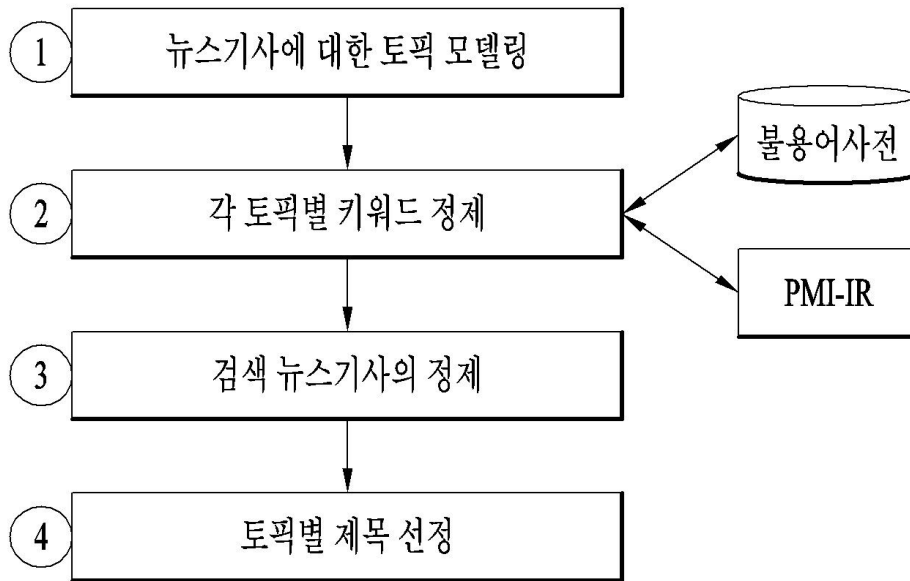 1
뉴스기사에 대한 토픽 모델링
불용어사전
2
각 토픽별 키워드 정제
PMI-IR
3
검색 뉴스기사의 정제
4
토픽별 제목 선정